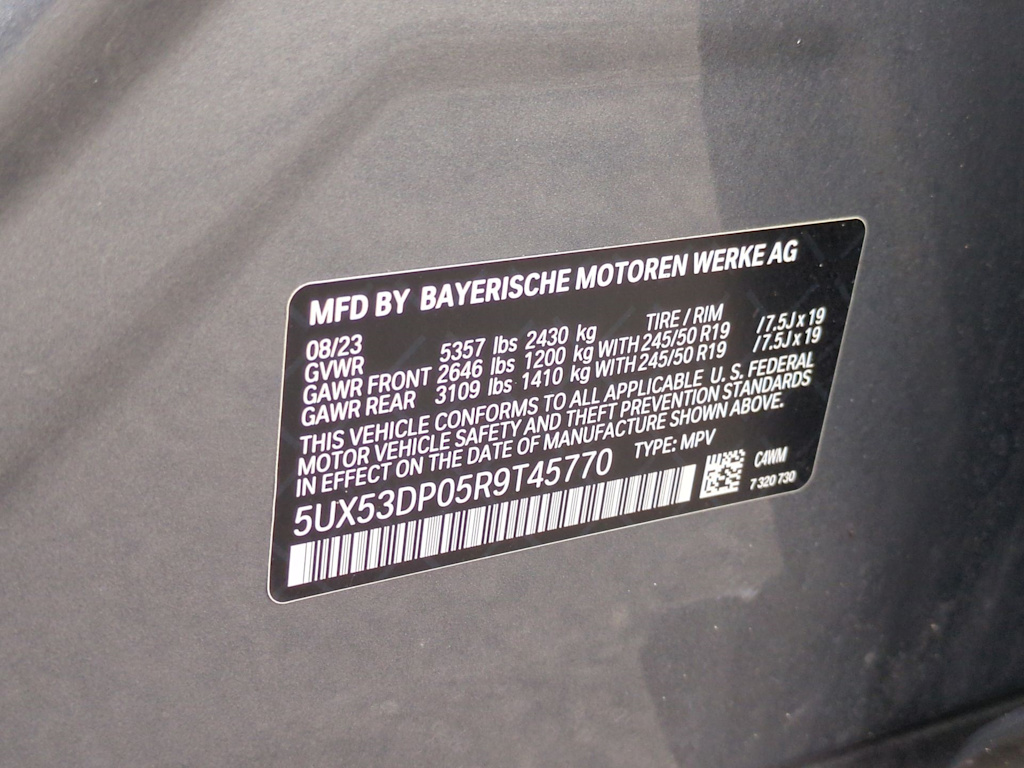 MFD BY BAYERISCHE MOTOREN WERKE AG
08/23 TIRE / RIM
GVWR 5357 lbs 2430 kg
GAWR FRONT 2646 lbs 1200 kg WITH 245/50 R19 /7.5J x 19
GAWR REAR 3109 lbs 1410 kg WITH 245/50 R19 /7.5J x 19
THIS VEHICLE CONFORMS TO ALL APPLICABLE U. S. FEDERAL
MOTOR VEHICLE SAFETY AND THEFT PREVENTION STANDARDS
IN EFFECT ON THE DATE OF MANUFACTURE SHOWN ABOVE.
5UX53DP05R9T45770 TYPE: MPV
C4WM
7 320 730